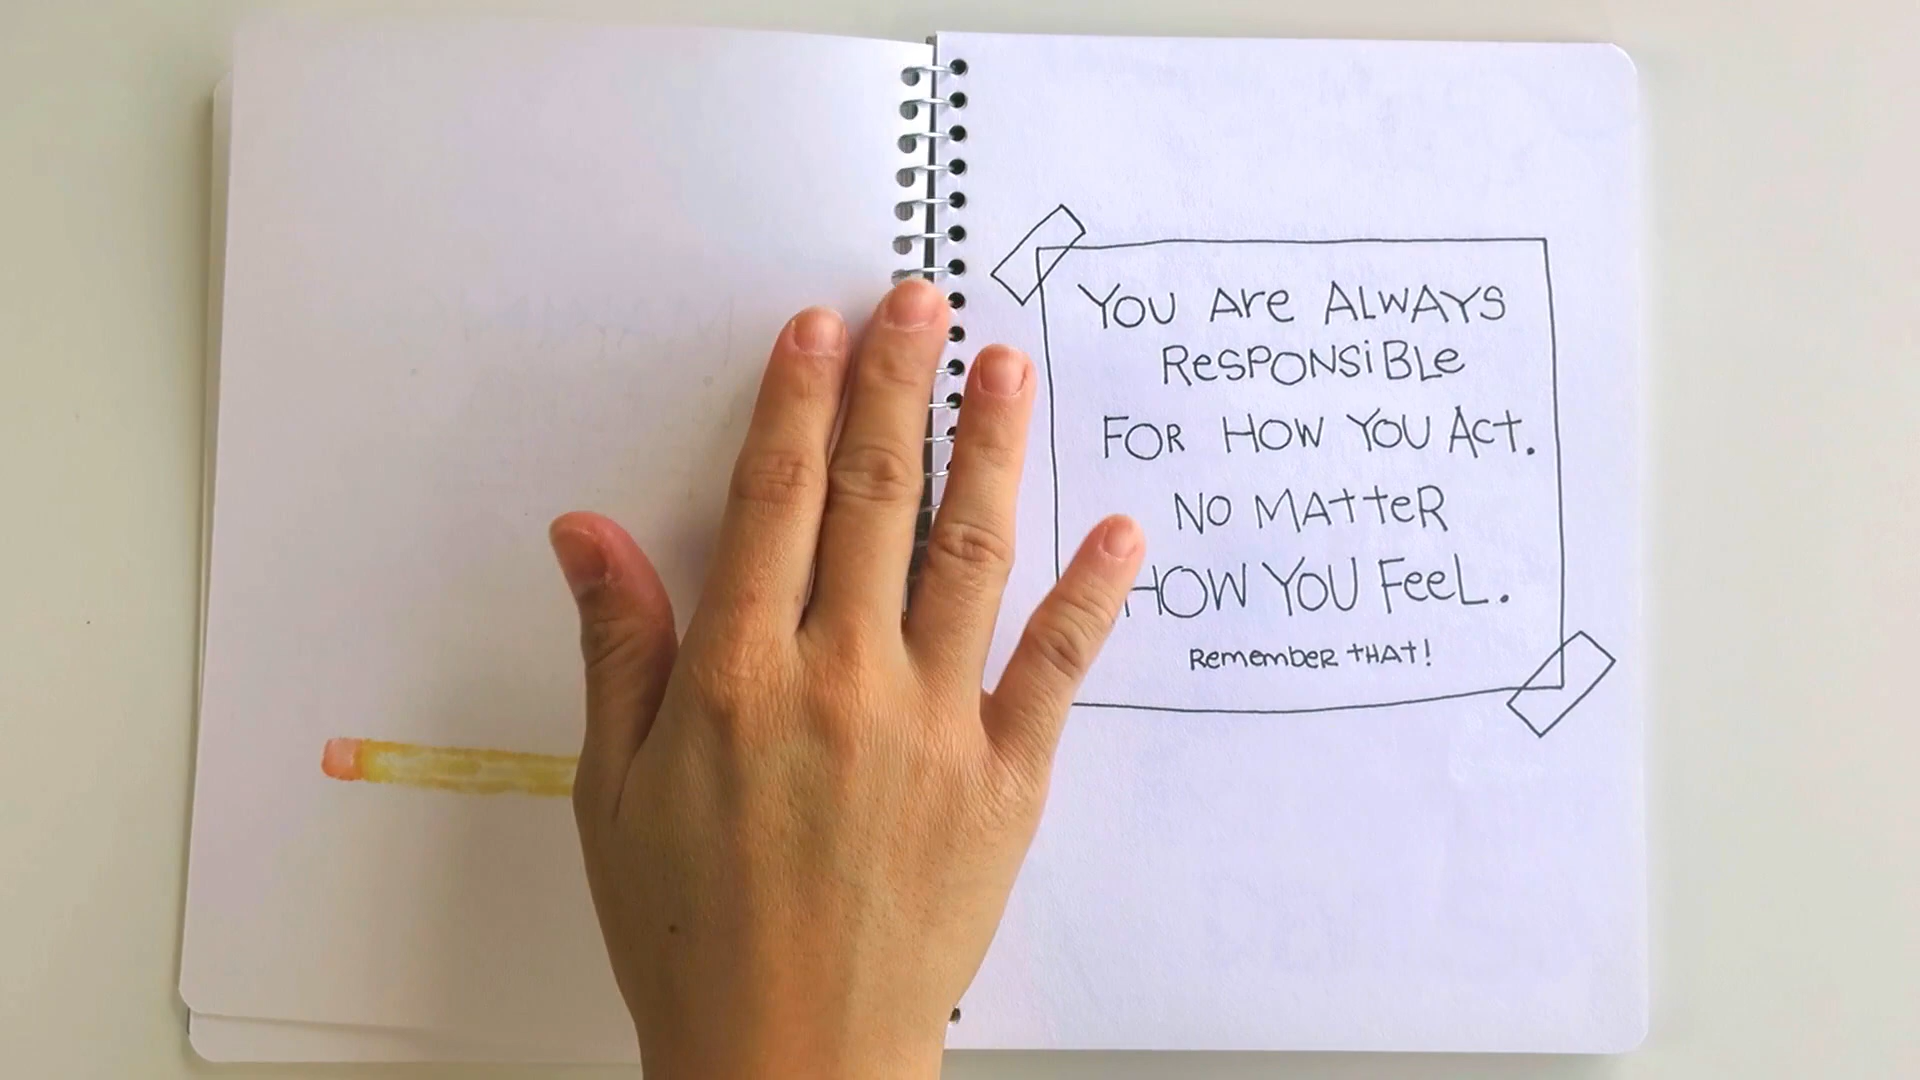 YOU Are ALWAYS
ReSPONSiBLe
FOR HOW YOU Act.
NO MAtteR
HOW YOU FeeL.
RemembeR tHAt!